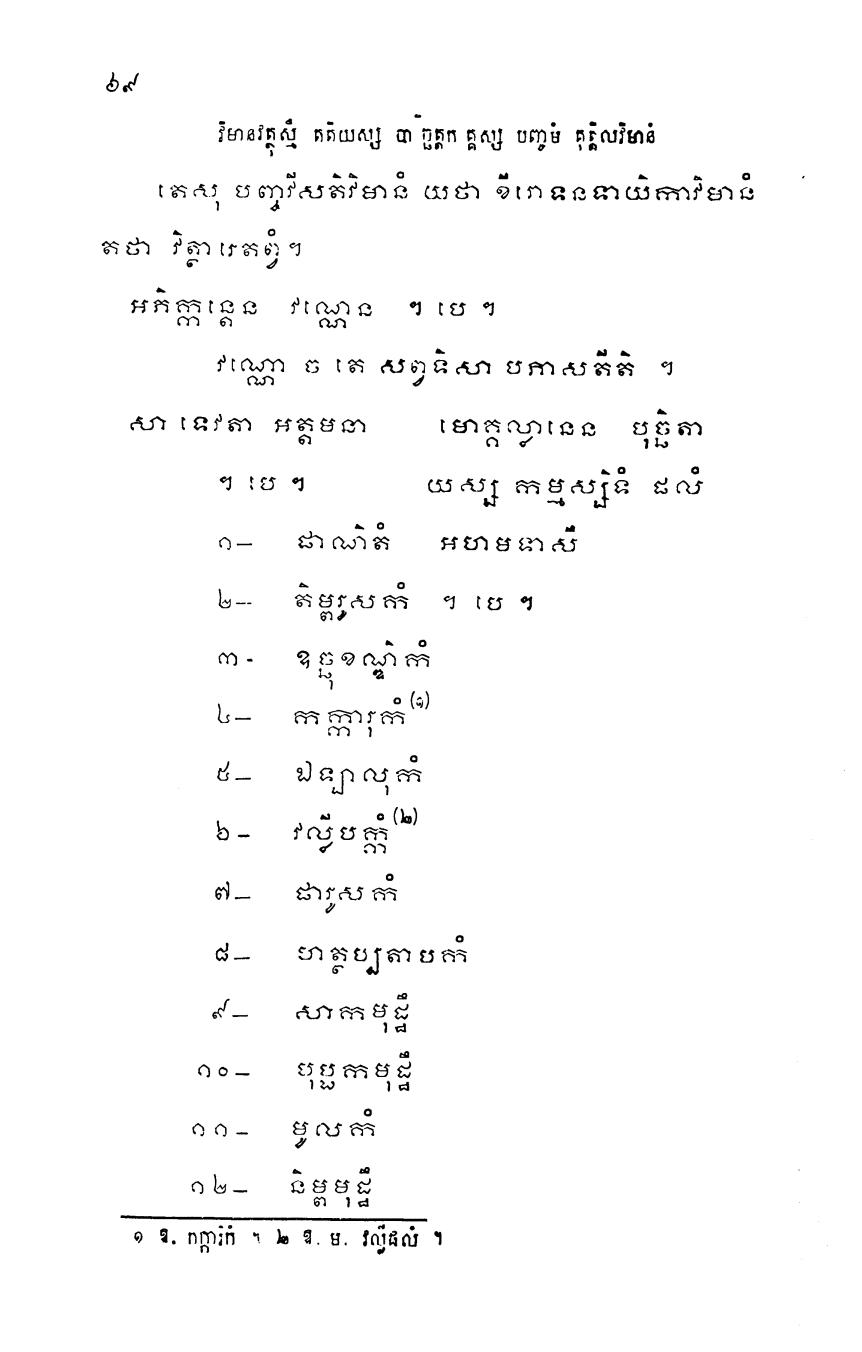 ៦៩
វិមានវត្ថុស្មឹ តតិយស្ស បារិច្ឆត្តក គ្គស្ស បញ្ចមំ គុត្តិលវិមានំ
តេសុ បញ្ចវីសតិវិមានំ យថា ខីរោទនទាយិកាវិមានំ
តថា វិត្ថារេតព្វំ។
អភិក្កន្តេន វណ្ណេន ។ បេ ។
វណ្ណោ ច តេ សព្វទិសា បភាសតីតិ ។
សា ទេវតា អត្តមនា មោគ្គល្លានេន បុច្ឆិតា
។ បេ ។ យស្ស កម្មស្សិទំ ផលំ
១– ផាណិតំ អហមទាសឹ
២– តិម្ពរូសកំ ។ បេ ។
៣- ឧច្ឆុខណ្ឌិកំ
៤– កក្ការុកំ(១)
៥– ឯឡាលុកំ
៦– វល្លីបក្កំ(២)
៧– ផារូសកំ
៨– ហត្ថប្បតាបកំ
៩– សាកមុដ្ឋឹ
១០– បុប្ផកមុដ្ឋឹ
១១– មូលកំ
១២– និម្ពមុដ្ឋឹ
១ ឱ. កក្ការិកំ ។ ២ ឱ. ម. វល្លីផលំ ។